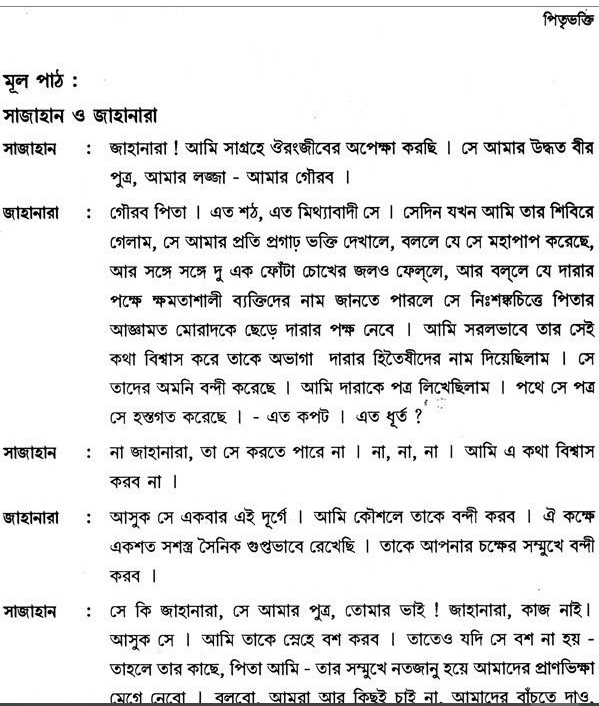 পিতৃভক্তি
মূল পাঠ :
সাজাহান ও জাহানারা
সাজাহান : জাহানারা ! আমি সাগ্রহে ঔরংজীবের অপেক্ষা করছি । সে আমার উদ্ধত বীর
পুত্র, আমার লজ্জা - আমার গৌরব ।
জাহানারা : গৌরব পিতা । এত শঠ, এত মিথ্যাবাদী সে । সেদিন যখন আমি তার শিবিরে
গেলাম, সে আমার প্রতি প্রগাঢ় ভক্তি দেখালে, বললে যে সে মহাপাপ করেছে,
আর সঙ্গে সঙ্গে দু এক ফোঁটা চোখের জলও ফেল্‌লে, আর বল্‌লে যে দারার
পক্ষে ক্ষমতাশালী ব্যক্তিদের নাম জানতে পারলে সে নিঃশঙ্কচিত্তে পিতার
আজ্ঞামত মোরাদকে ছেড়ে দারার পক্ষ নেবে । আমি সরলভাবে তার সেই
কথা বিশ্বাস করে তাকে অভাগা দারার হিতৈষীদের নাম দিয়েছিলাম । সে
তাদের অমনি বন্দী করেছে । আমি দারাকে পত্র লিখেছিলাম । পথে সে পত্র
সে হস্তগত করেছে । - এত কপট । এত ধূর্ত ?
সাজাহান : না জাহানারা, তা সে করতে পারে না । না, না, না । আমি এ কথা বিশ্বাস
করব না ।
জাহানারা : আসুক সে একবার এই দূর্গে । আমি কৌশলে তাকে বন্দী করব । ঐ কক্ষে
একশত সশস্ত্র সৈনিক গুপ্তভাবে রেখেছি । তাকে আপনার চক্ষের সম্মুখে বন্দী
করব ।
সাজাহান : সে কি জাহানারা, সে আমার পুত্র, তোমার ভাই ! জাহানারা, কাজ নাই।
আসুক সে । আমি তাকে স্নেহে বশ করব । তাতেও যদি সে বশ না হয় -
তাহলে তার কাছে, পিতা আমি - তার সম্মুখে নতজানু হয়ে আমাদের প্রাণভিক্ষা
মেগে নেবো । বলবো, আমরা আর কিছুই চাই না, আমাদের বাঁচতে দাও,